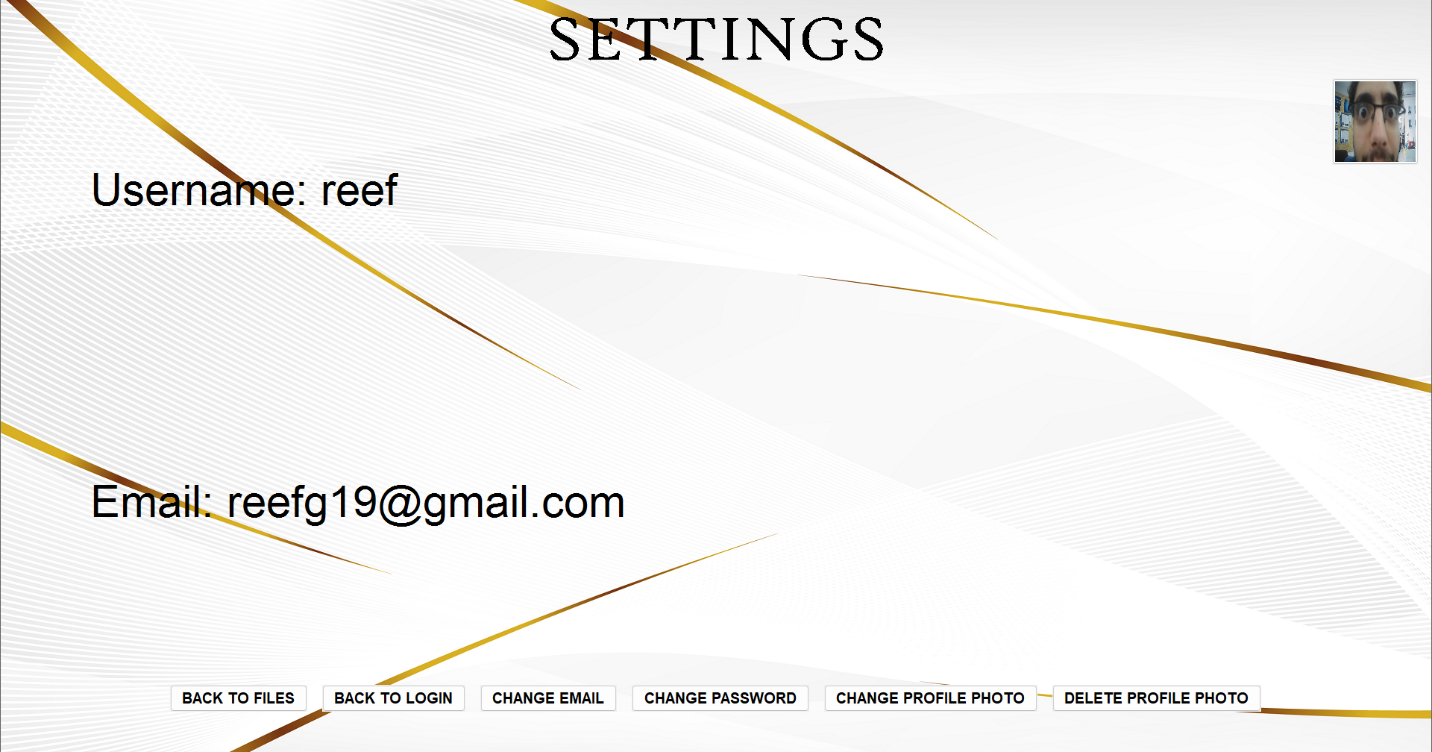 SETTINGS
Username: reef
Email: reefg19@gmail.com
BACK TO FILES BACK TO LOGIN CHANGE EMAIL CHANGE PASSWORD CHANGE PROFILE PHOTO DELETE PROFILE PHOTO